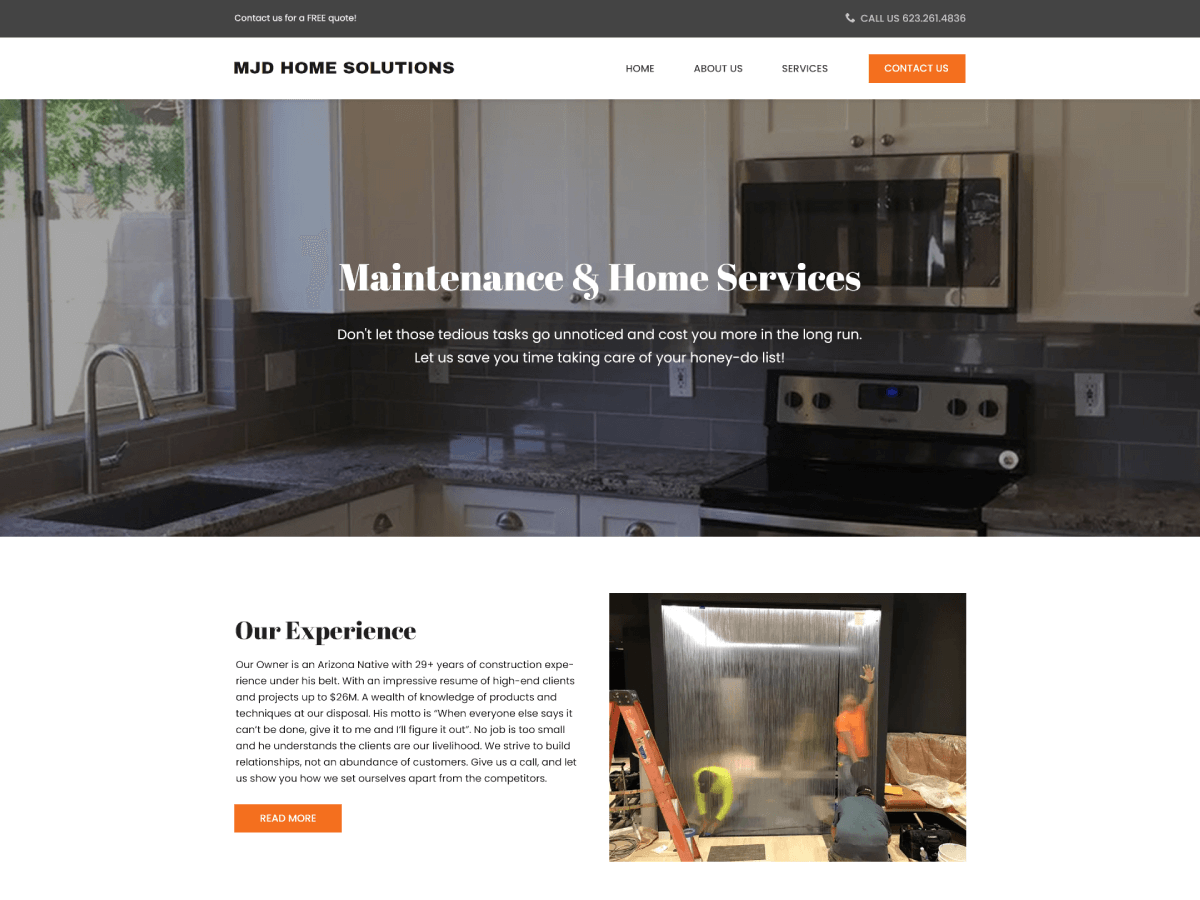 Contact us for a FREE quote!
CALL US 623.261.4836
MJD HOME SOLUTIONS
HOME
ABOUT US
SERVICES
CONTACT US
Maintenance & Home Services
Don't let those tedious tasks go unnoticed and cost you more in the long run.
Let us save you time taking care of your honey-do list!
Our Experience
Our Owner is an Arizona Native with 29+ years of construction expe-
rience under his belt. With an impressive resume of high-end clients
and projects up to $26M. A wealth of knowledge of products and
techniques at our disposal. His motto is “When everyone else says it
can’t be done, give it to me and I’ll figure it out”. No job is too small
and he understands the clients are our livelihood. We strive to build
relationships, not an abundance of customers. Give us a call, and let
us show you how we set ourselves apart from the competitors.
READ MORE